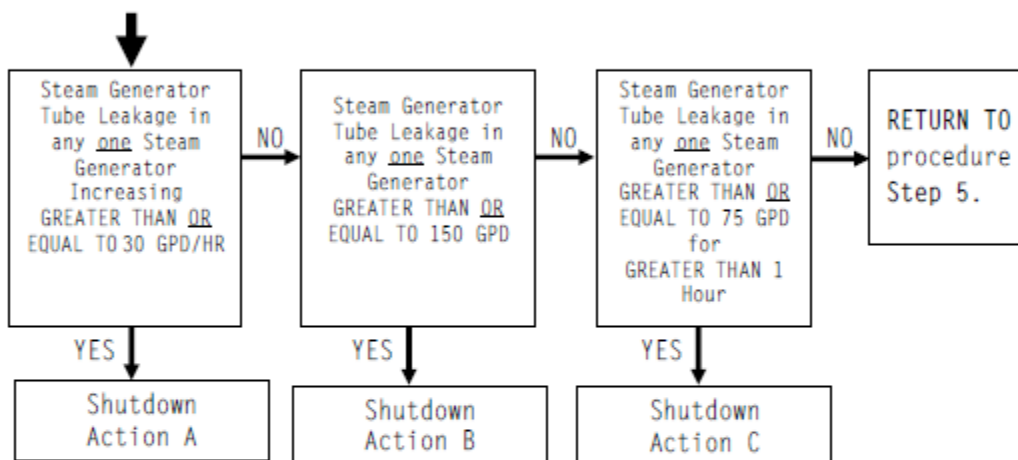 Steam Generator
Tube Leakage in
any one Steam
Generator
Increasing
GREATER THAN OR
EQUAL TO 30 GPD/HR
NO
Steam Generator
Tube Leakage in
any one Steam
Generator
GREATER THAN OR
EQUAL TO 150 GPD
NO
Steam Generator
Tube Leakage in
any one Steam
Generator
GREATER THAN OR
EQUAL TO 75 GPD
for
GREATER THAN 1
Hour
NO
RETURN TO
procedure
Step 5.
YES
Shutdown
Action A
YES
Shutdown
Action B
YES
Shutdown
Action C